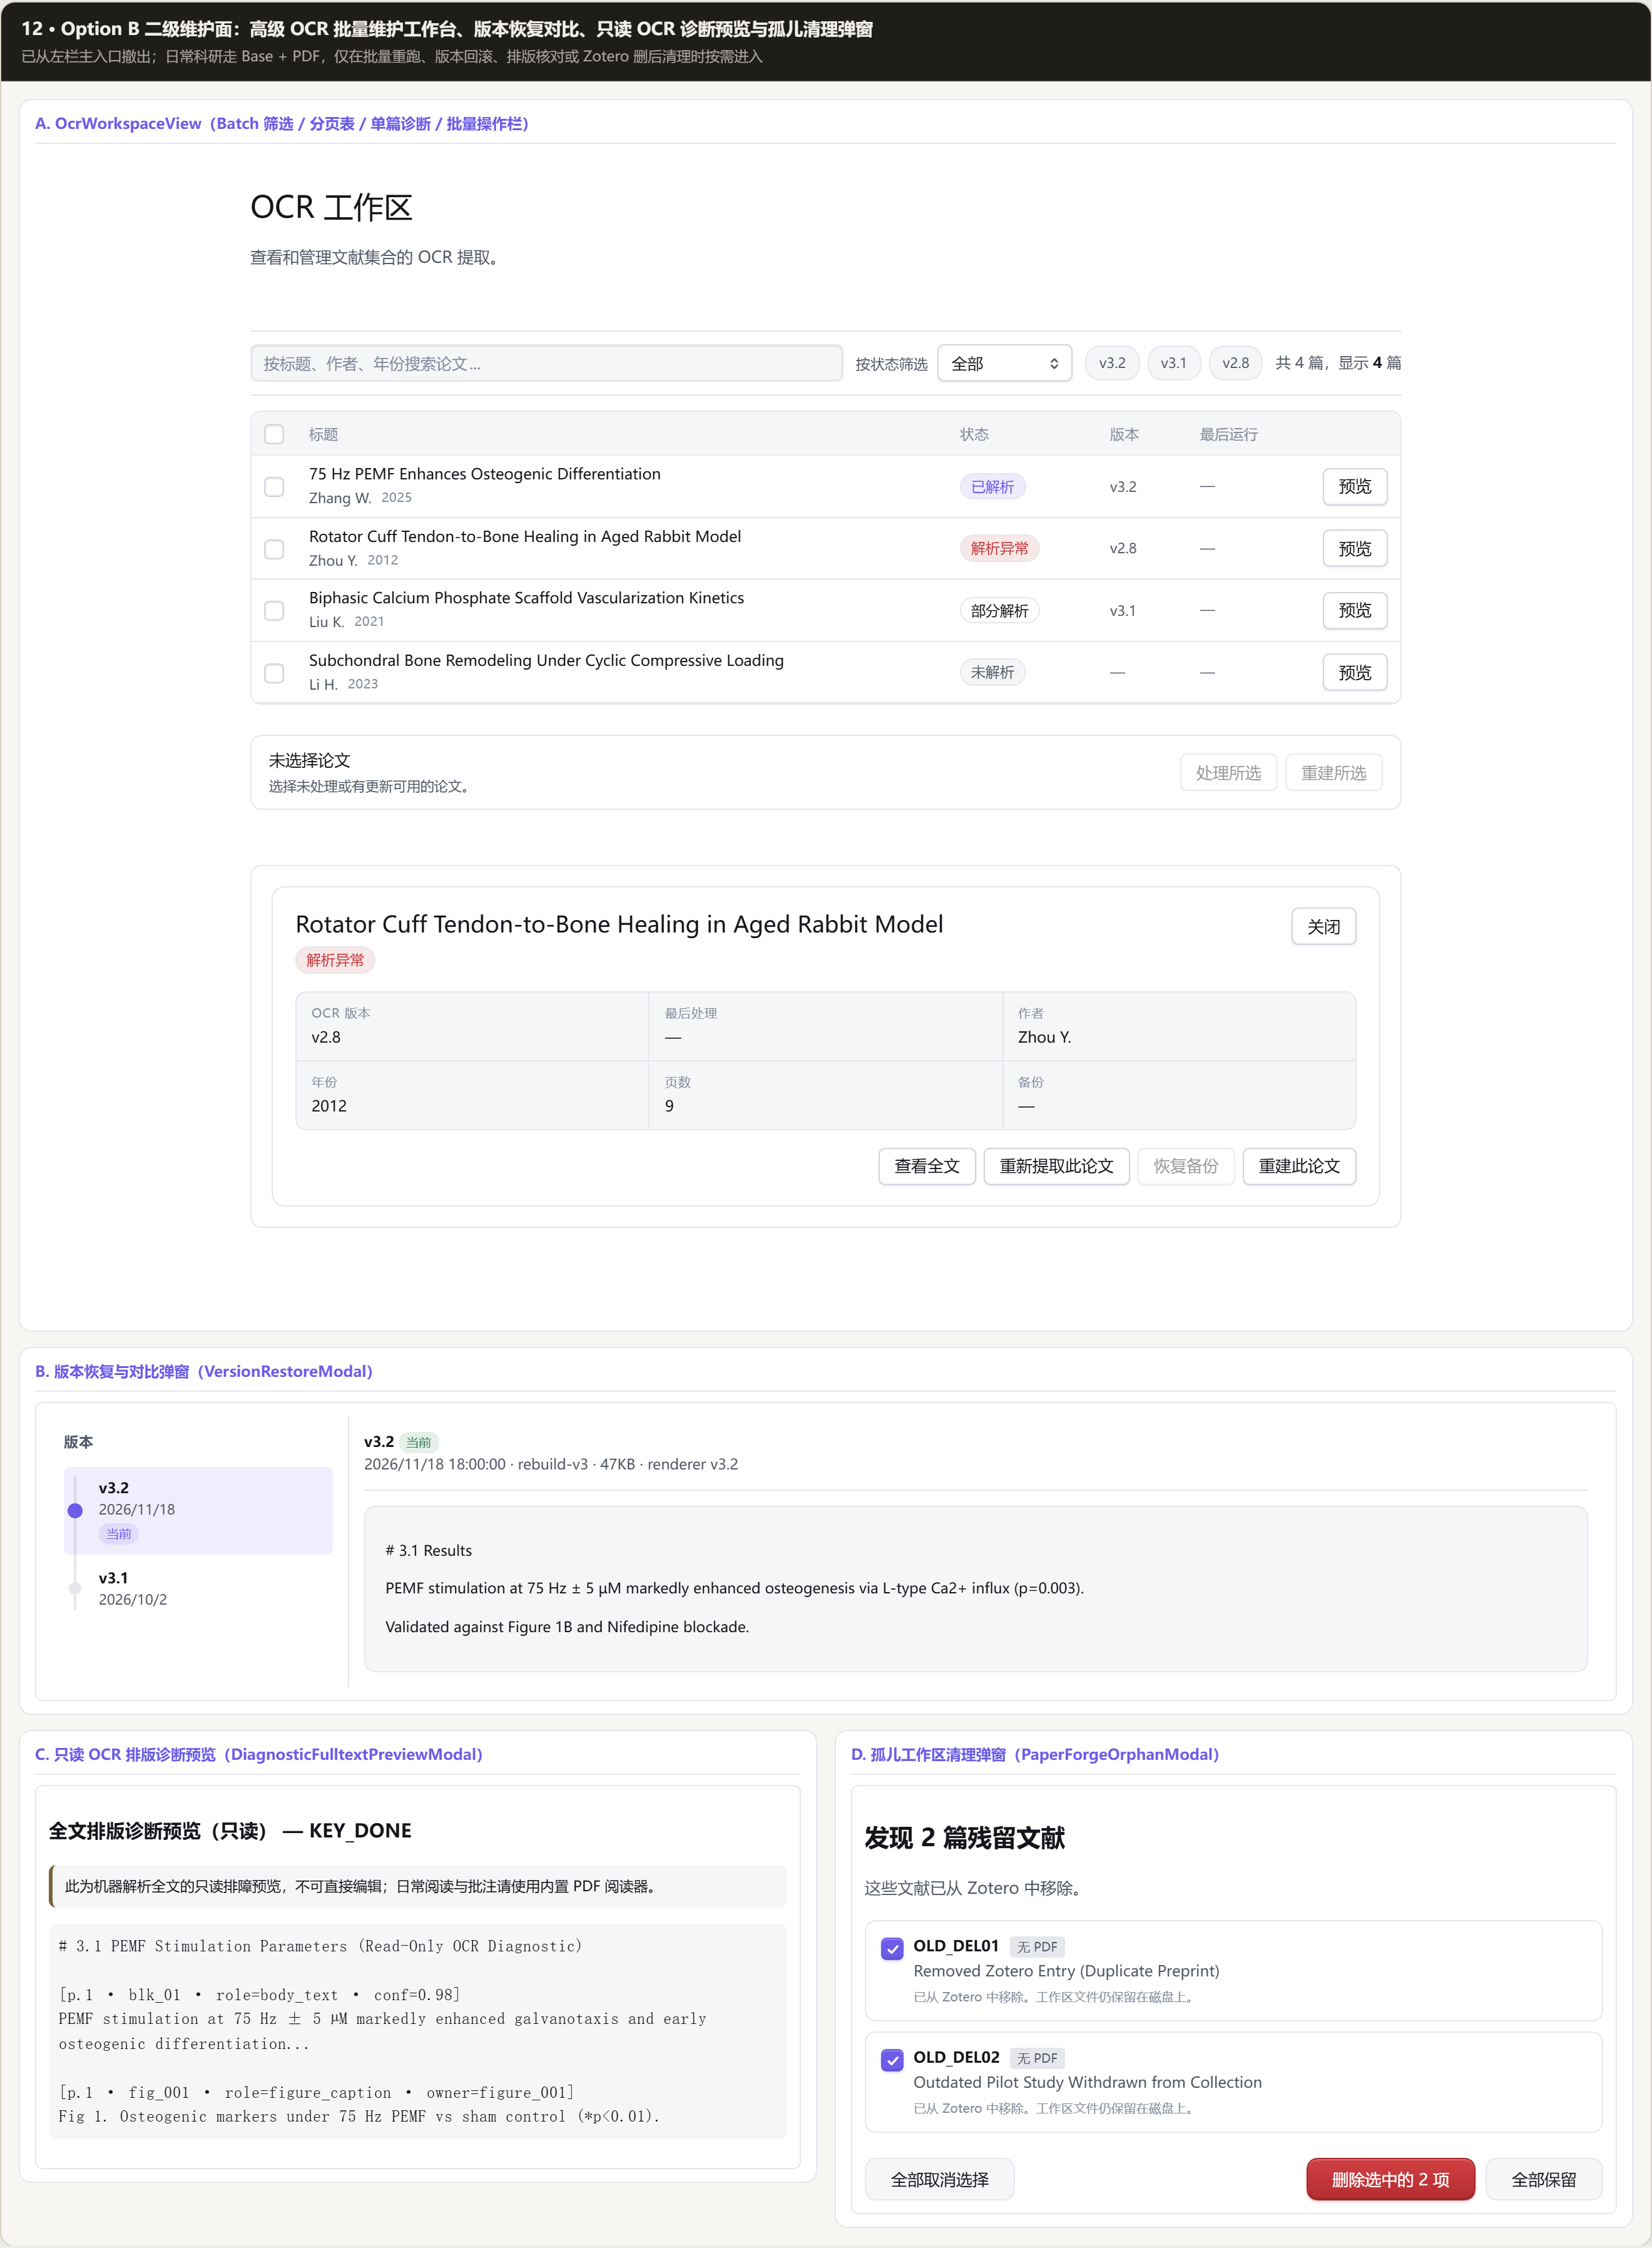 12 • Option B 二级维护面：高级 OCR 批量维护工作台、版本恢复对比、只读 OCR 诊断预览与孤儿清理弹窗
已从左栏主入口撤出；日常科研走 Base + PDF，仅在批量重跑、版本回滚、排版核对或 Zotero 删后清理时按需进入
A. OcrWorkspaceView（Batch 筛选 / 分页表 / 单篇诊断 / 批量操作栏）
OCR 工作区
查看和管理文献集合的 OCR 提取。
按标题、作者、年份搜索论文... 按状态筛选 全部 v3.2 v3.1 v2.8 共 4 篇，显示 4 篇
标题 状态 版本 最后运行
75 Hz PEMF Enhances Osteogenic Differentiation
Zhang W. 2025 已解析 v3.2 — 预览
Rotator Cuff Tendon-to-Bone Healing in Aged Rabbit Model
Zhou Y. 2012 解析异常 v2.8 — 预览
Biphasic Calcium Phosphate Scaffold Vascularization Kinetics
Liu K. 2021 部分解析 v3.1 — 预览
Subchondral Bone Remodeling Under Cyclic Compressive Loading
Li H. 2023 未解析 — — 预览
未选择论文
选择未处理或有更新可用的论文。
处理所选 重建所选
Rotator Cuff Tendon-to-Bone Healing in Aged Rabbit Model 关闭
解析异常
OCR 版本 最后处理 作者
v2.8 — Zhou Y.
年份 页数 备份
2012 9 —
查看全文 重新提取此论文 恢复备份 重建此论文
B. 版本恢复与对比弹窗（VersionRestoreModal）
版本
v3.2
2026/11/18
当前
v3.1
2026/10/2
v3.2 当前
2026/11/18 18:00:00 · rebuild-v3 · 47KB · renderer v3.2
# 3.1 Results
PEMF stimulation at 75 Hz ± 5 μM markedly enhanced osteogenesis via L-type Ca2+ influx (p=0.003).
Validated against Figure 1B and Nifedipine blockade.
C. 只读 OCR 排版诊断预览（DiagnosticFulltextPreviewModal）
全文排版诊断预览（只读） — KEY_DONE
此为机器解析全文的只读排障预览，不可直接编辑；日常阅读与批注请使用内置 PDF 阅读器。
# 3.1 PEMF Stimulation Parameters (Read-Only OCR Diagnostic)
[p.1 • blk_01 • role=body_text • conf=0.98]
PEMF stimulation at 75 Hz ± 5 μM markedly enhanced galvanotaxis and early
osteogenic differentiation...
[p.1 • fig_001 • role=figure_caption • owner=figure_001]
Fig 1. Osteogenic markers under 75 Hz PEMF vs sham control (*p<0.01).
D. 孤儿工作区清理弹窗（PaperForgeOrphanModal）
发现 2 篇残留文献
这些文献已从 Zotero 中移除。
OLD_DEL01 无 PDF
Removed Zotero Entry (Duplicate Preprint)
已从 Zotero 中移除。工作区文件仍保留在磁盘上。
OLD_DEL02 无 PDF
Outdated Pilot Study Withdrawn from Collection
已从 Zotero 中移除。工作区文件仍保留在磁盘上。
全部取消选择 删除选中的 2 项 全部保留